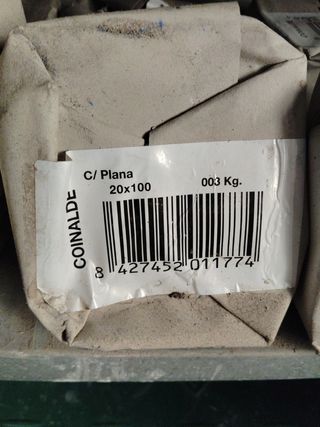 COINALDE
C/ Plana
20x100 003 Kg.
8 427452 011774